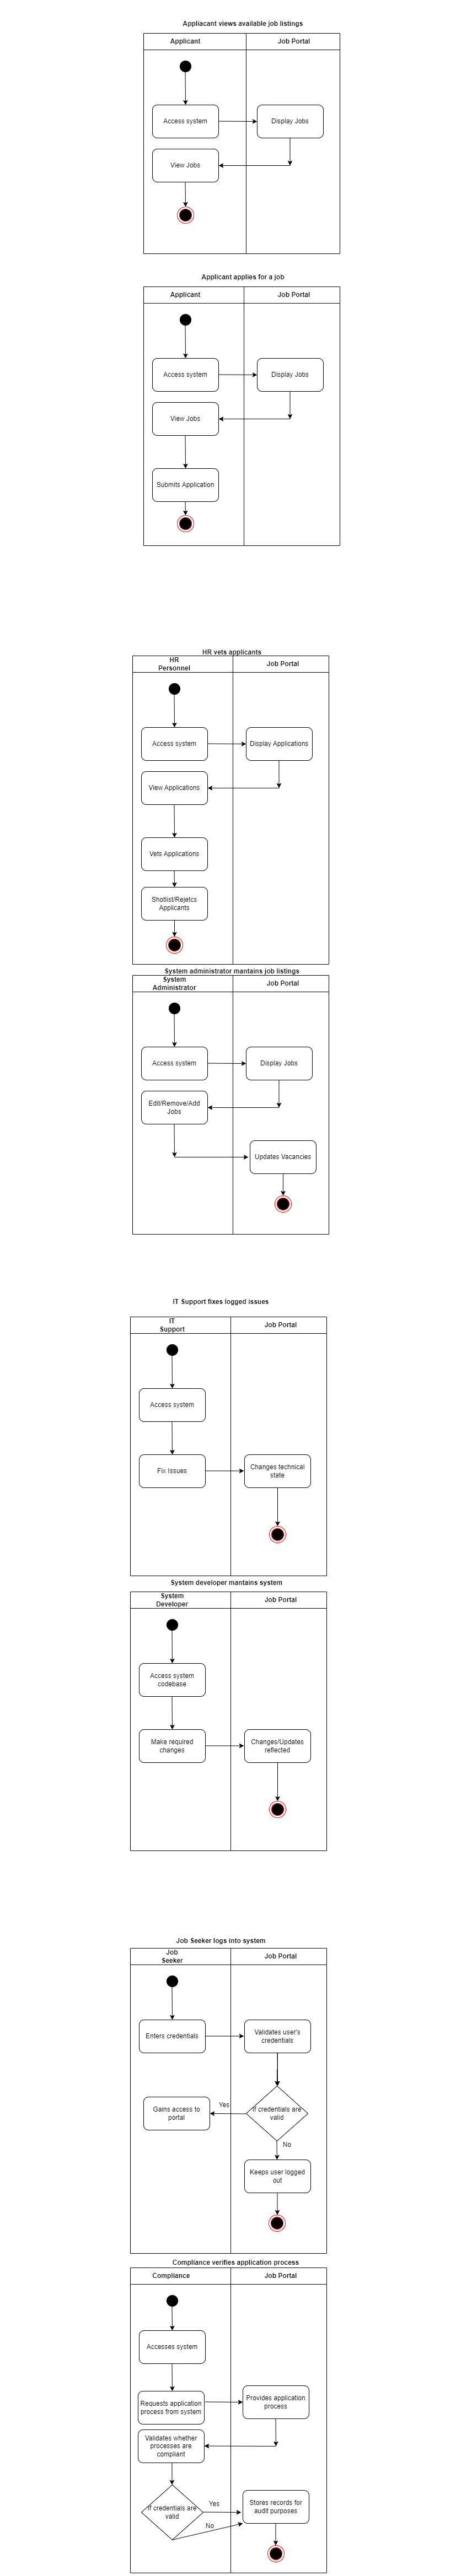 Appliacant views available job listings
Applicant
Job Portal
Access system
Display Jobs
View Jobs
Applicant applies for a job
Applicant
Job Portal
Access system
Display Jobs
View Jobs
Submits Application
HR vets applicants
HR
Personnel
Job Portal
Access system
Display Applications
View Applications
Vets Applications
Shotlist/Rejetcs
Applicants
System administrator mantains job listings
System
Administrator
Job Portal
Access system
Display Jobs
Edit/Remove/Add
Jobs
Updates Vacancies
IT Support fixes logged issues
IT
Support
Job Portal
Access system
Fix Issues
Changes technical
state
System developer mantains system
System
Developer
Job Portal
Access system
codebase
Make required
changes
Changes/Updates
reflected
Job Seeker logs into system
Job
Seeker
Job Portal
Enters credentials
Validates user's
credentials
Gains access to
portal
Yes
If credentials are
valid
No
Keeps user logged
out
Compliance verifies application process
Compliance
Job Portal
Accesses system
Requests application
process from system
Provides application
process
Validates whether
processes are
compliant
If credentials are
valid
Yes
No
Stores records for
audit purposes